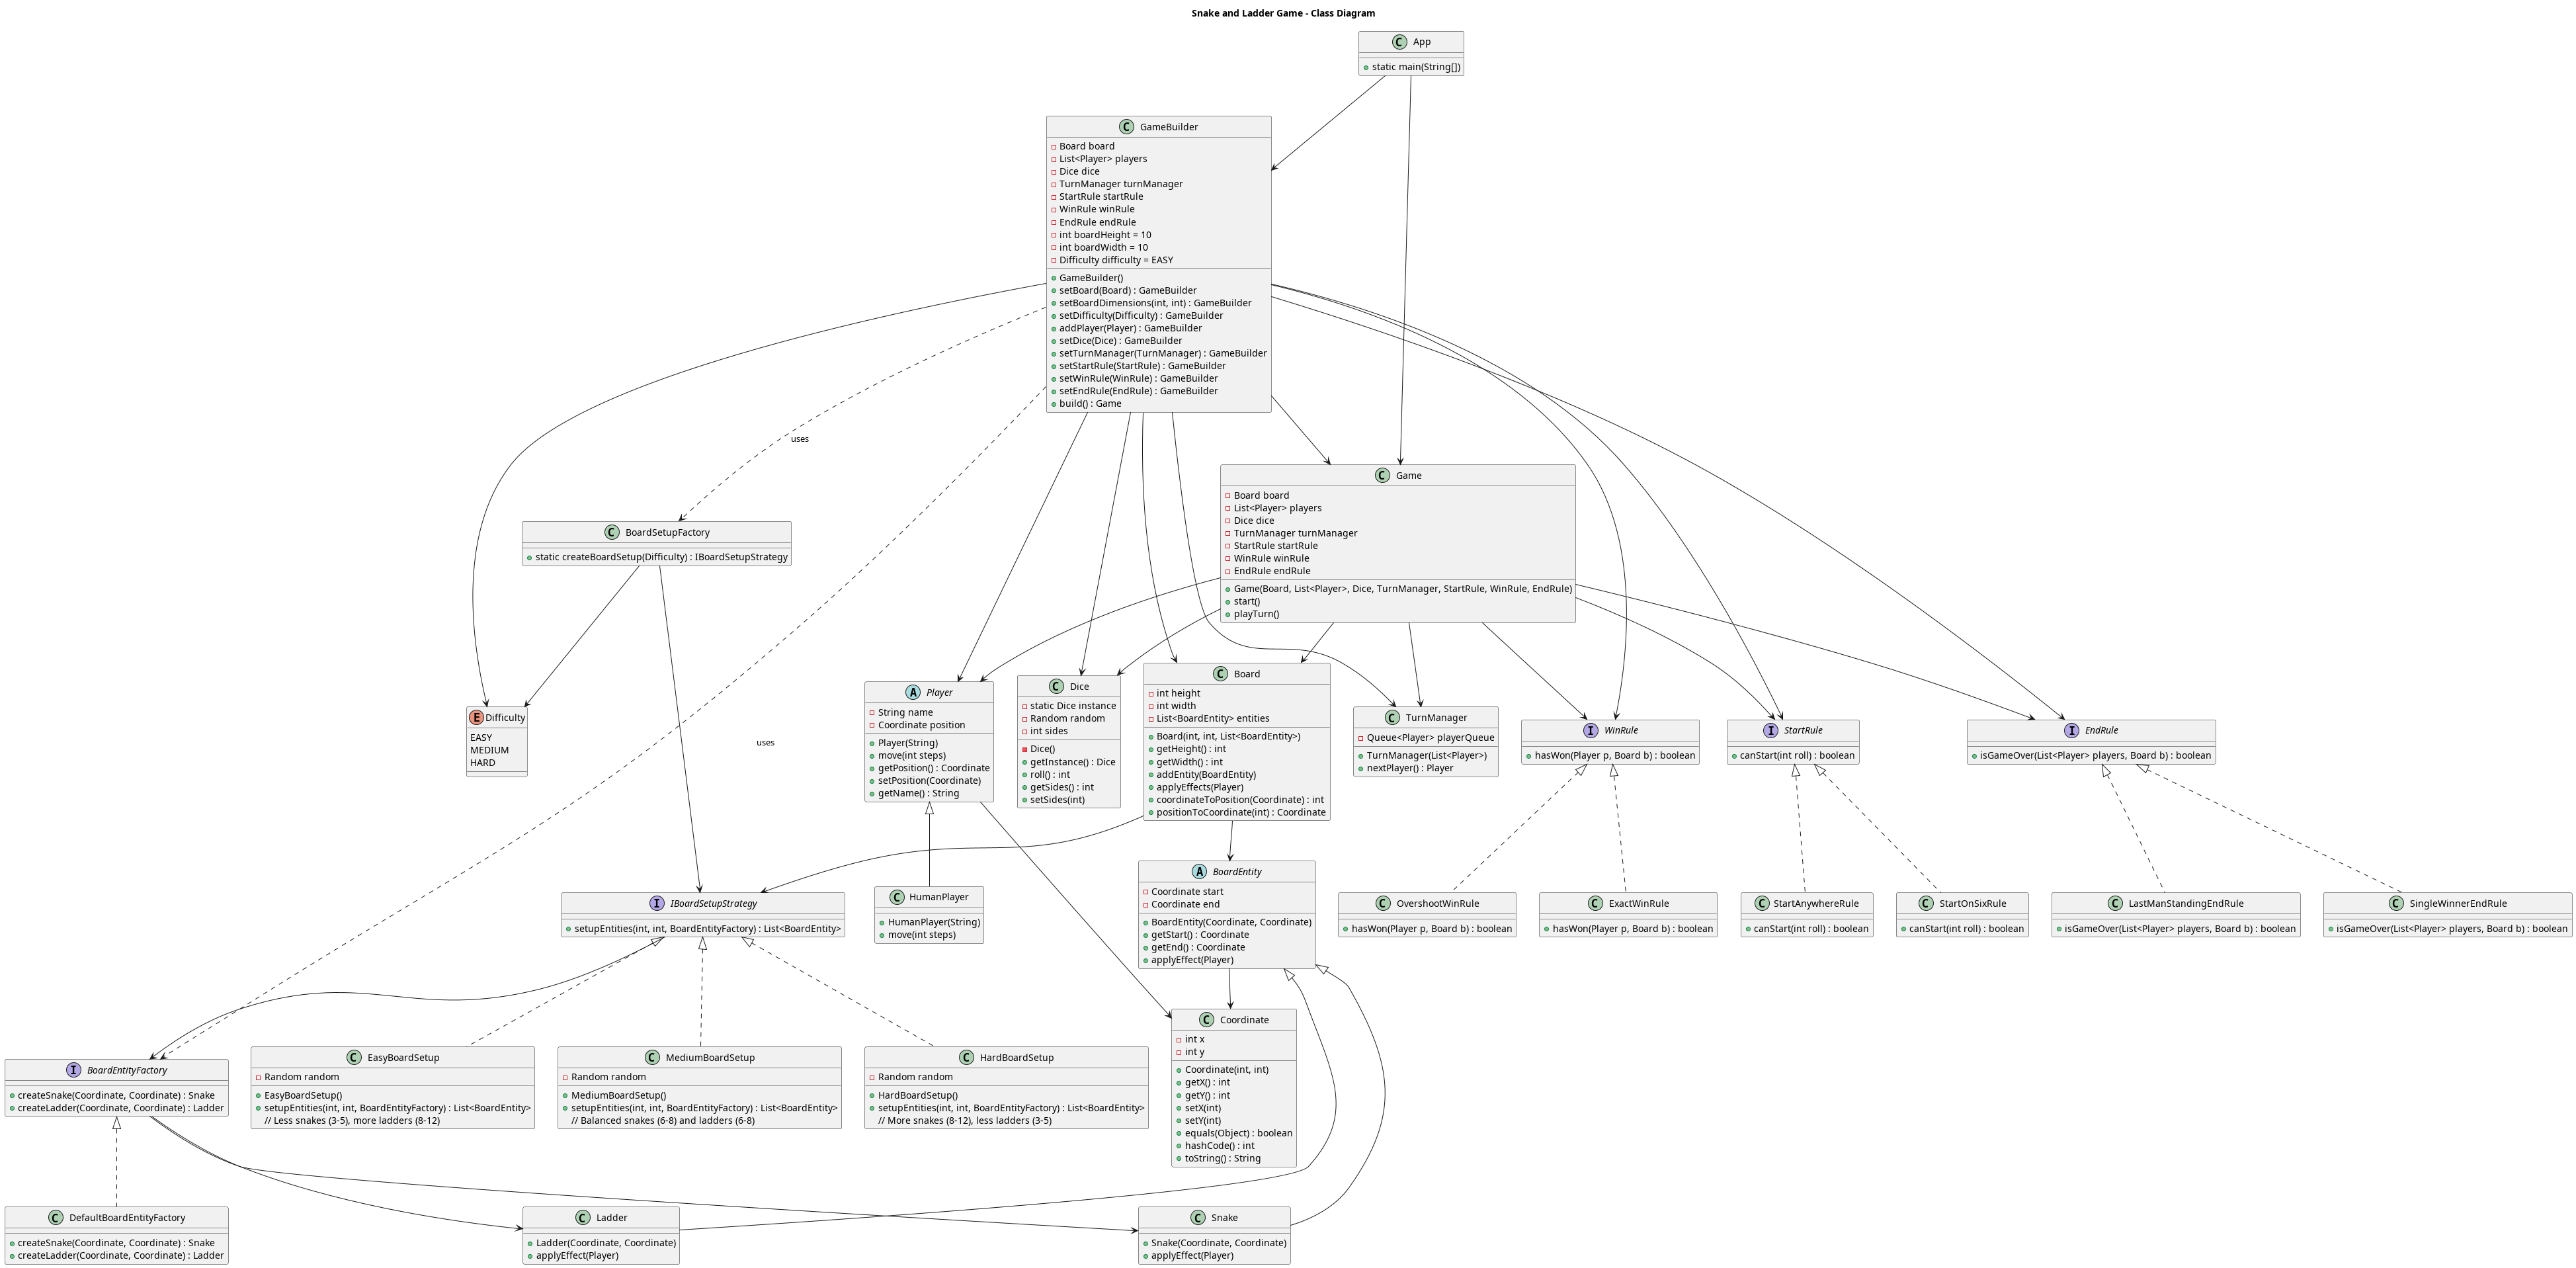 Snake and Ladder Game - Class Diagram
C App
static main(String[])
C GameBuilder
Board board
List<Player> players
Dice dice
TurnManager turnManager
StartRule startRule
WinRule winRule
EndRule endRule
int boardHeight = 10
int boardWidth = 10
Difficulty difficulty = EASY
GameBuilder()
setBoard(Board) : GameBuilder
setBoardDimensions(int, int) : GameBuilder
setDifficulty(Difficulty) : GameBuilder
addPlayer(Player) : GameBuilder
setDice(Dice) : GameBuilder
setTurnManager(TurnManager) : GameBuilder
setStartRule(StartRule) : GameBuilder
setWinRule(WinRule) : GameBuilder
setEndRule(EndRule) : GameBuilder
build() : Game
uses
C Game
Board board
List<Player> players
Dice dice
TurnManager turnManager
StartRule startRule
WinRule winRule
EndRule endRule
Game(Board, List<Player>, Dice, TurnManager, StartRule, WinRule, EndRule)
start()
playTurn()
C BoardSetupFactory
static createBoardSetup(Difficulty) : IBoardSetupStrategy
uses
E Difficulty
EASY
MEDIUM
HARD
A Player
String name
Coordinate position
Player(String)
move(int steps)
getPosition() : Coordinate
setPosition(Coordinate)
getName() : String
C Dice
static Dice instance
Random random
int sides
Dice()
getInstance() : Dice
roll() : int
getSides() : int
setSides(int)
C Board
int height
int width
List<BoardEntity> entities
Board(int, int, List<BoardEntity>)
getHeight() : int
getWidth() : int
addEntity(BoardEntity)
applyEffects(Player)
coordinateToPosition(Coordinate) : int
positionToCoordinate(int) : Coordinate
C TurnManager
Queue<Player> playerQueue
TurnManager(List<Player>)
nextPlayer() : Player
I WinRule
hasWon(Player p, Board b) : boolean
I StartRule
canStart(int roll) : boolean
I EndRule
isGameOver(List<Player> players, Board b) : boolean
I IBoardSetupStrategy
setupEntities(int, int, BoardEntityFactory) : List<BoardEntity>
C HumanPlayer
HumanPlayer(String)
move(int steps)
A BoardEntity
Coordinate start
Coordinate end
BoardEntity(Coordinate, Coordinate)
getStart() : Coordinate
getEnd() : Coordinate
applyEffect(Player)
C OvershootWinRule
hasWon(Player p, Board b) : boolean
C ExactWinRule
hasWon(Player p, Board b) : boolean
C StartAnywhereRule
canStart(int roll) : boolean
C StartOnSixRule
canStart(int roll) : boolean
C LastManStandingEndRule
isGameOver(List<Player> players, Board b) : boolean
C SingleWinnerEndRule
isGameOver(List<Player> players, Board b) : boolean
I BoardEntityFactory
createSnake(Coordinate, Coordinate) : Snake
createLadder(Coordinate, Coordinate) : Ladder
C EasyBoardSetup
Random random
EasyBoardSetup()
setupEntities(int, int, BoardEntityFactory) : List<BoardEntity>
// Less snakes (3-5), more ladders (8-12)
C MediumBoardSetup
Random random
MediumBoardSetup()
setupEntities(int, int, BoardEntityFactory) : List<BoardEntity>
// Balanced snakes (6-8) and ladders (6-8)
C HardBoardSetup
Random random
HardBoardSetup()
setupEntities(int, int, BoardEntityFactory) : List<BoardEntity>
// More snakes (8-12), less ladders (3-5)
C Coordinate
int x
int y
Coordinate(int, int)
getX() : int
getY() : int
setX(int)
setY(int)
equals(Object) : boolean
hashCode() : int
toString() : String
C DefaultBoardEntityFactory
createSnake(Coordinate, Coordinate) : Snake
createLadder(Coordinate, Coordinate) : Ladder
C Ladder
Ladder(Coordinate, Coordinate)
applyEffect(Player)
C Snake
Snake(Coordinate, Coordinate)
applyEffect(Player)